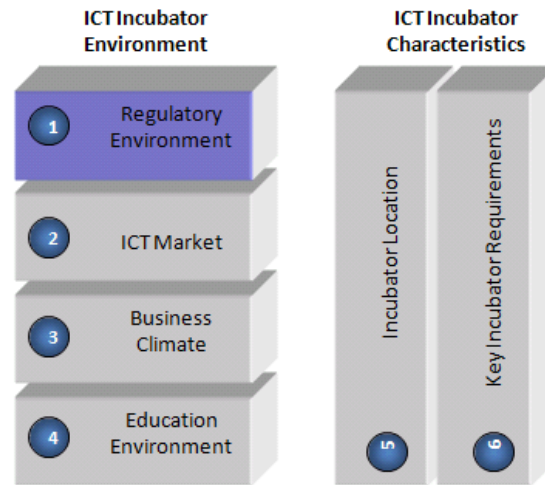 ICT Incubator
Environment
1
Regulatory
Environment
2
ICT Market
3
Business
Climate
4
Education
Environment
ICT Incubator
Characteristics
Incubator Location
5
Key Incubator Requirements
6